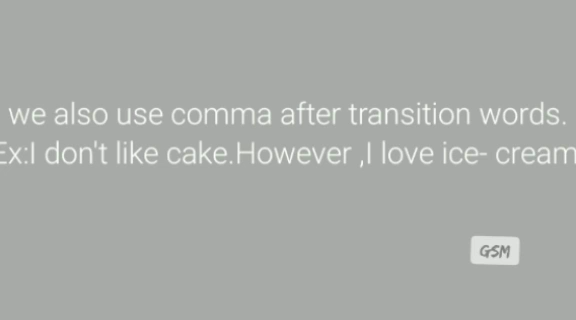 we also use comma after transition words.
Ex:I don't like cake.However ,I love ice- cream
GSM